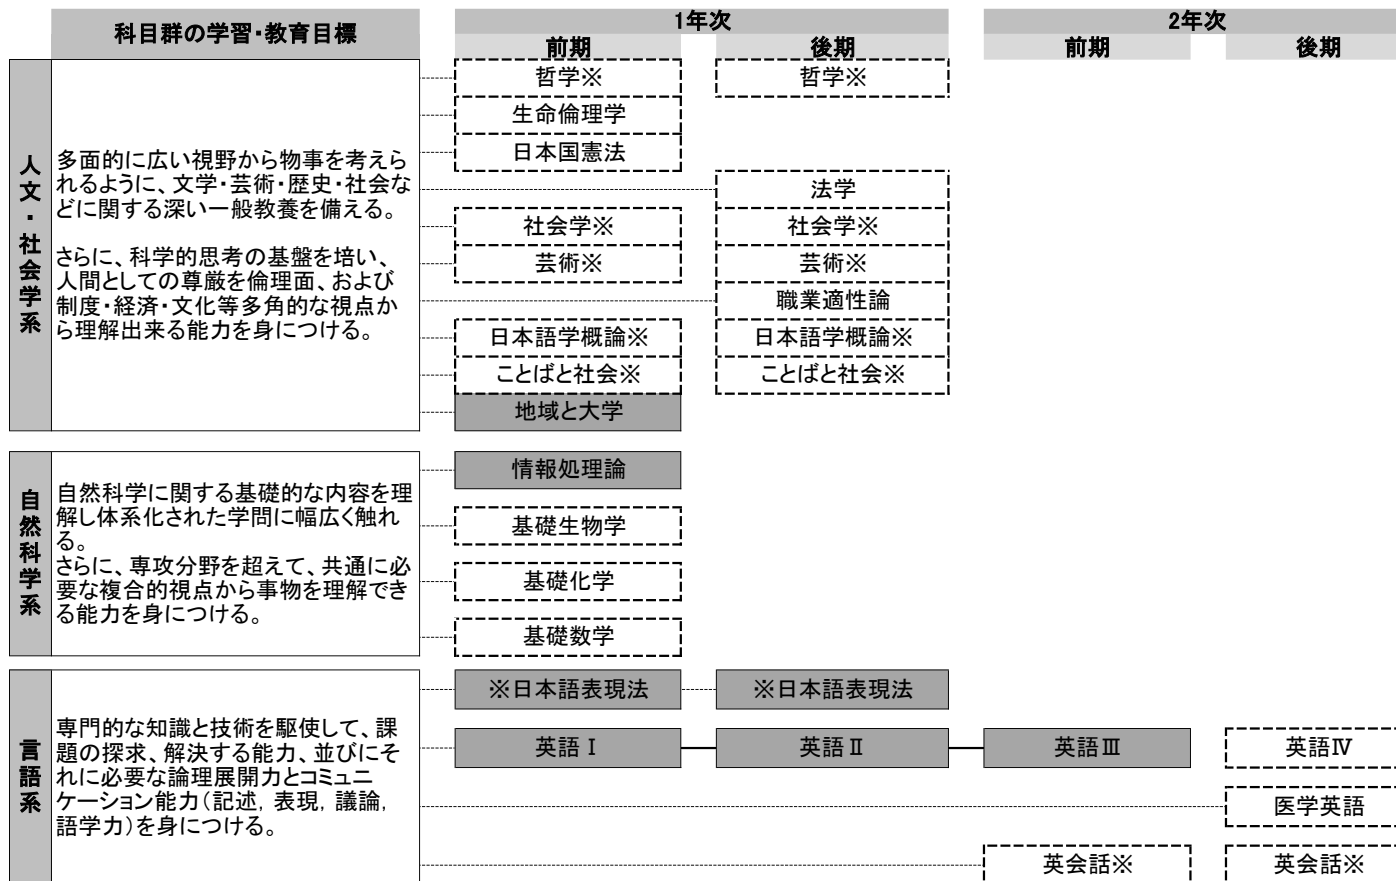 科目群の学習・教育目標
1年次
2年次
前期
後期
前期
後期
人文・社会学系
多面的に広い視野から物事を考えら
れるように、文学・芸術・歴史・社会な
どに関する深い一般教養を備える。
さらに、科学的思考の基盤を培い、
人間としての尊厳を倫理面、および
制度・経済・文化等多角的な視点か
ら理解出来る能力を身につける。
哲学※
哲学※
生命倫理学
日本国憲法
法学
社会学※
社会学※
芸術※
芸術※
職業適性論
日本語学概論※
日本語学概論※
ことばと社会※
ことばと社会※
地域と大学
自然科学系
自然科学に関する基礎的な内容を理
解し体系化された学問に幅広く触れ
る。
さらに、専攻分野を超えて、共通に必
要な複合的視点から事物を理解でき
る能力を身につける。
情報処理論
基礎生物学
基礎化学
基礎数学
言語系
専門的な知識と技術を駆使して、課
題の探求、解決する能力、並びにそ
れに必要な論理展開力とコミュニ
ケーション能力（記述，表現，議論，
語学力）を身につける。
※日本語表現法
※日本語表現法
英語Ⅰ
英語Ⅱ
英語Ⅲ
英語Ⅳ
医学英語
英会話※
英会話※